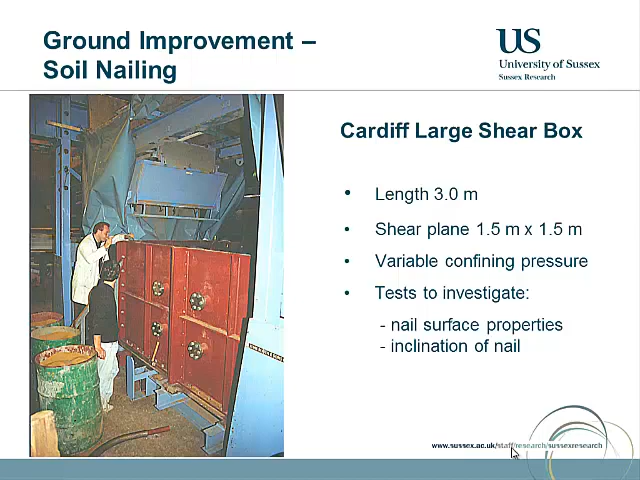 Ground Improvement –
Soil Nailing
US
University of Sussex
Sussex Research
Cardiff Large Shear Box
• Length 3.0 m
• Shear plane 1.5 m x 1.5 m
• Variable confining pressure
• Tests to investigate:
- nail surface properties
- inclination of nail
www.sussex.ac.uk/staff/research/sussexresearch